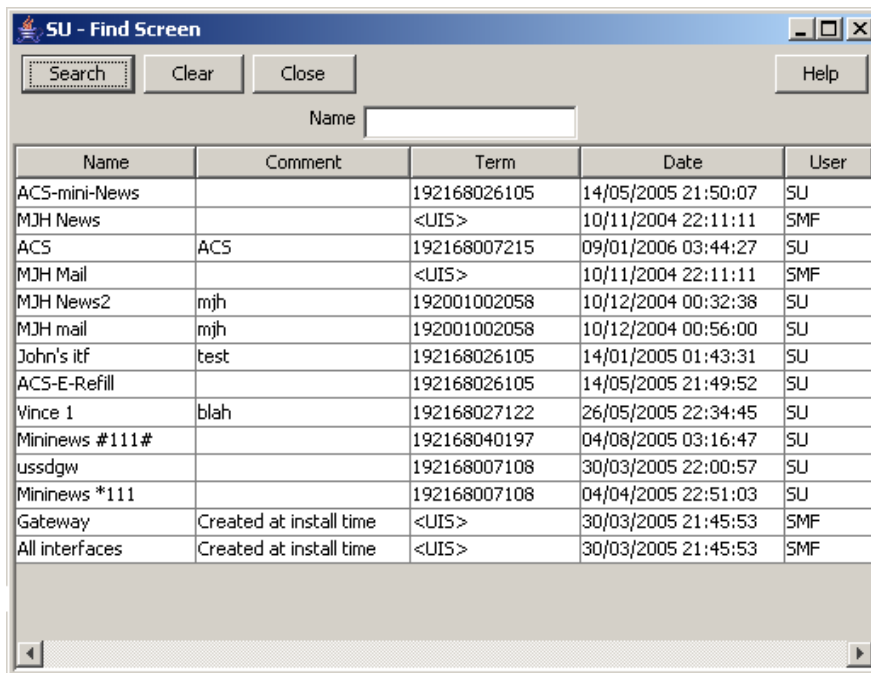 SU - Find Screen
Search Clear Close Help
Name
Name Comment Term Date User
ACS-mini-News 192168026105 14/05/2005 21:50:07 SU
MJH News <UIS> 10/11/2004 22:11:11 SMF
ACS ACS 192168007215 09/01/2006 03:44:27 SU
MJH Mail <UIS> 10/11/2004 22:11:11 SMF
MJH News2 mjh 192001002058 10/12/2004 00:32:38 SU
MJH mail mjh 192001002058 10/12/2004 00:56:00 SU
John's itf test 192168026105 14/01/2005 01:43:31 SU
ACS-E-Refill 192168026105 14/05/2005 21:49:52 SU
Vince 1 blah 192168027122 26/05/2005 22:34:45 SU
Mininews #111# 192168040197 04/08/2005 03:16:47 SU
ussdgw 192168007108 30/03/2005 22:00:57 SU
Mininews *111 192168007108 04/04/2005 22:51:03 SU
Gateway Created at install time <UIS> 30/03/2005 21:45:53 SMF
All interfaces Created at install time <UIS> 30/03/2005 21:45:53 SMF